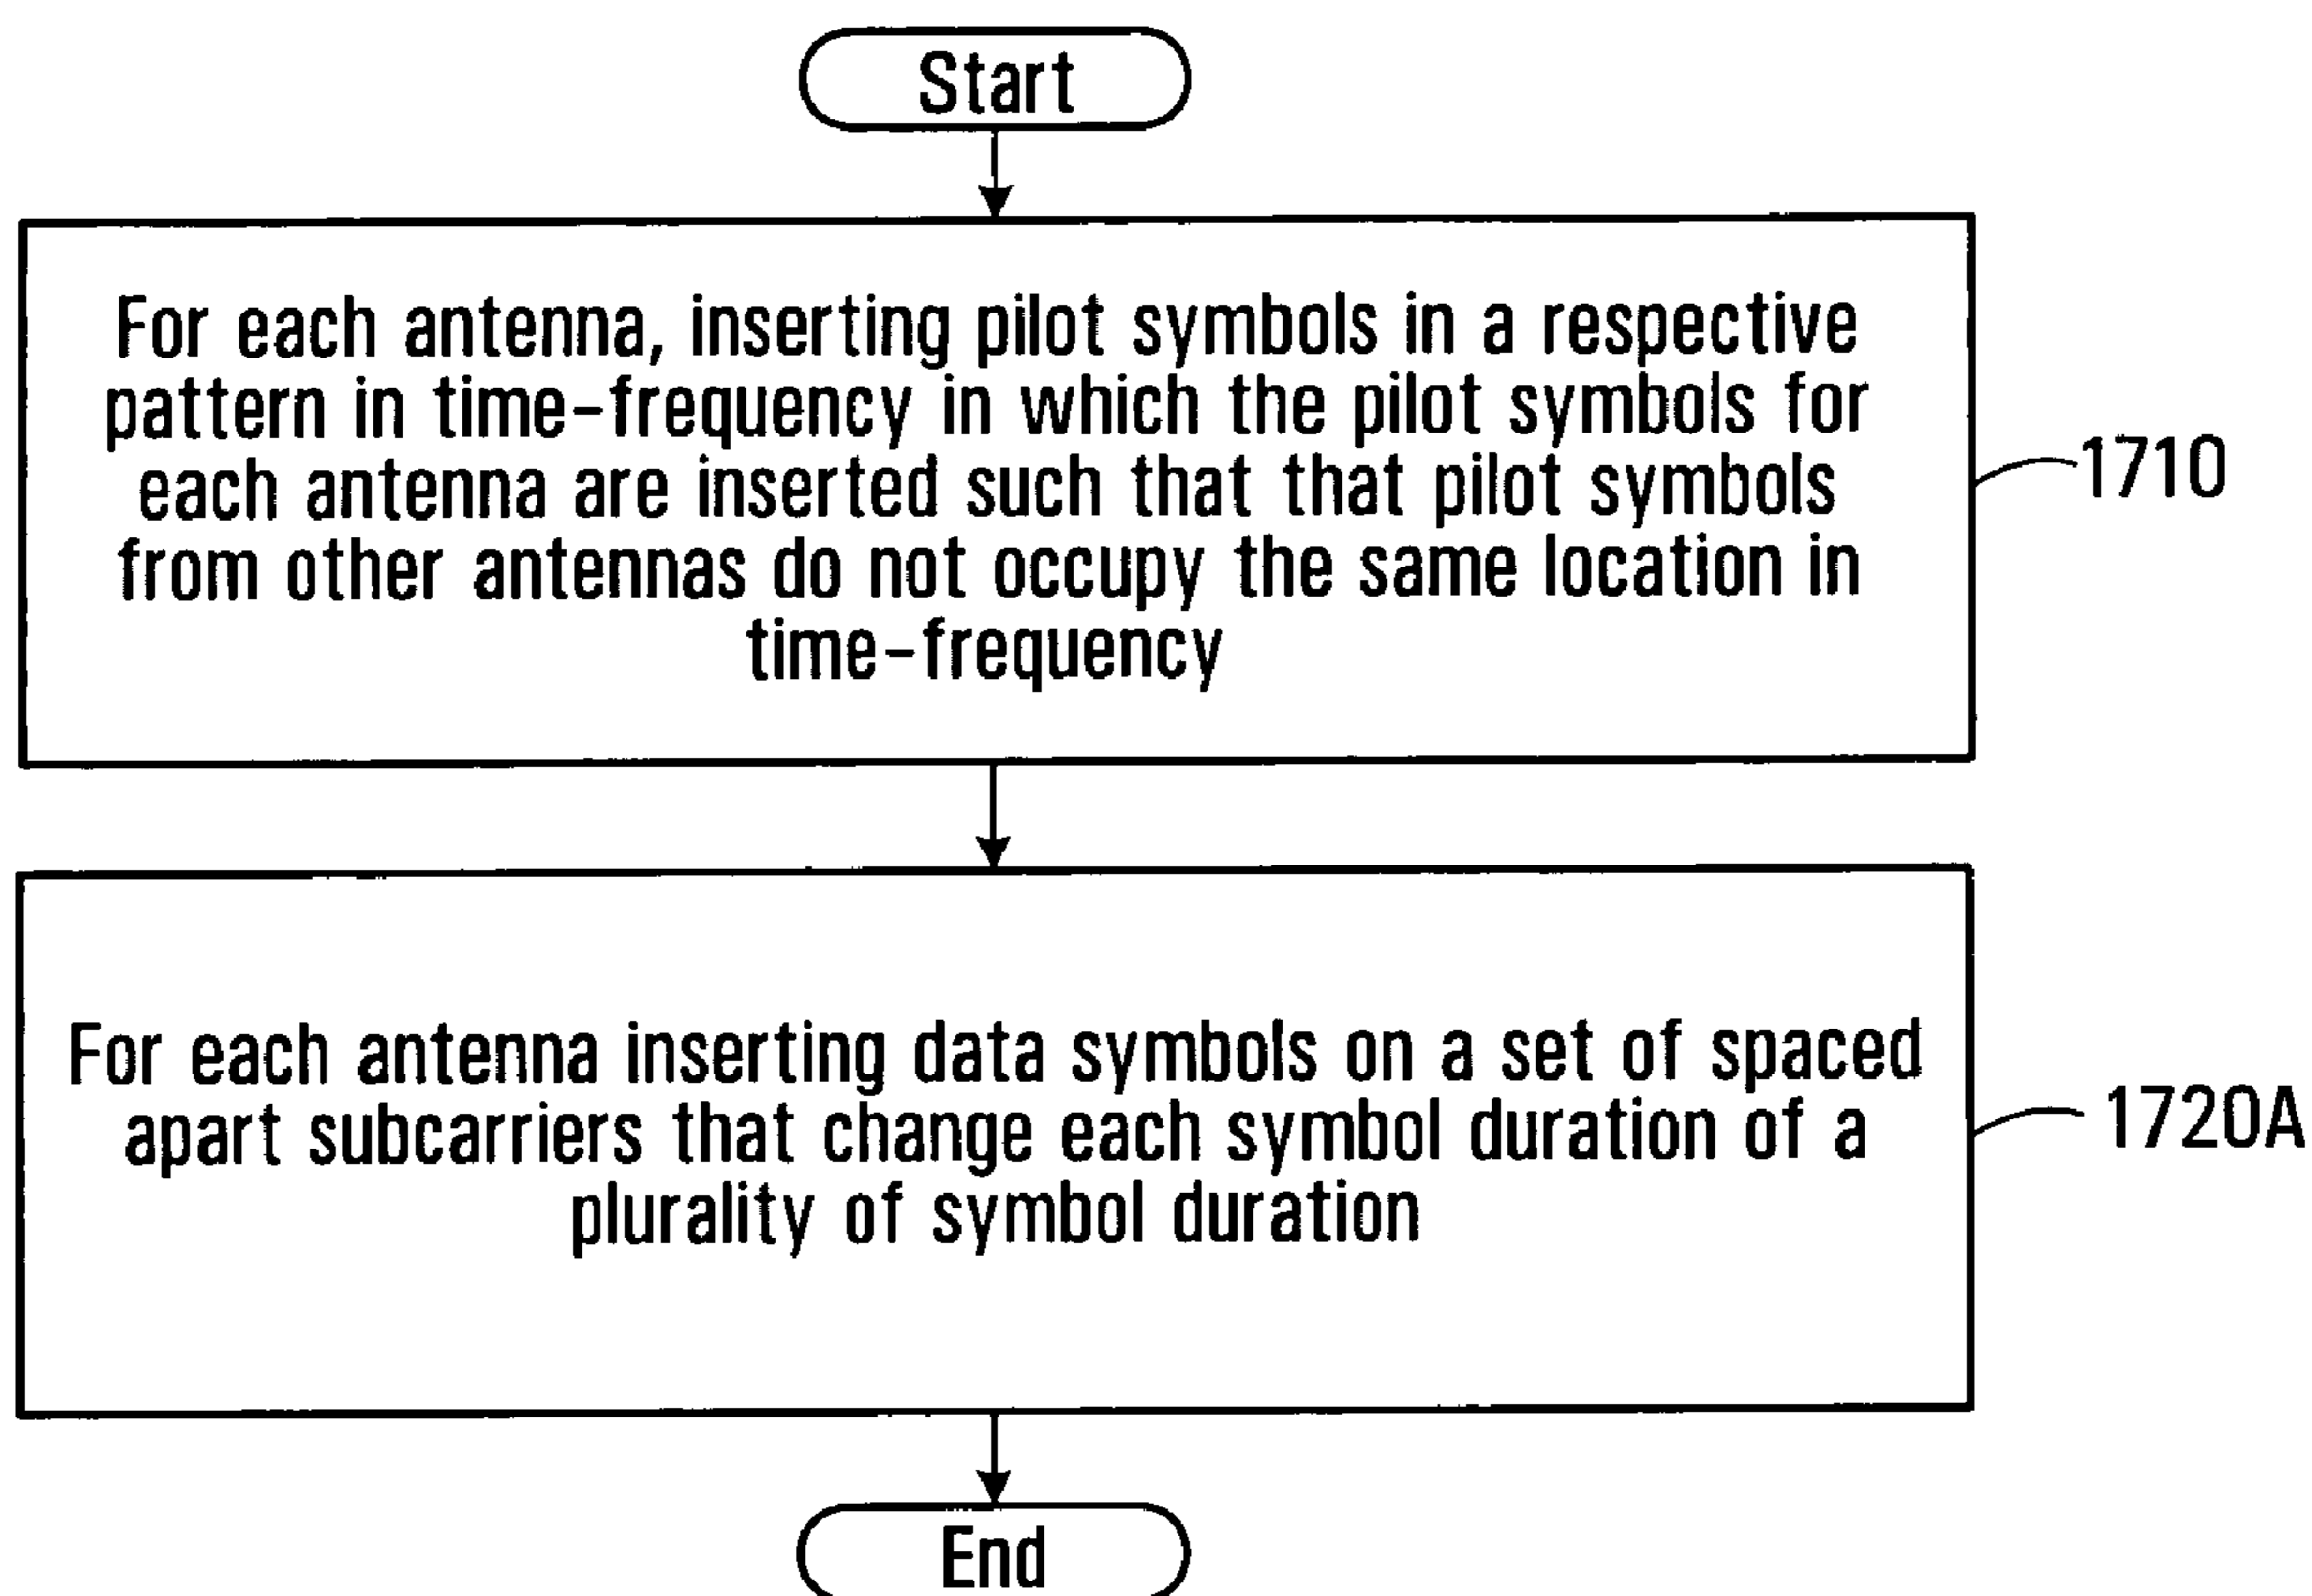 Start
For each antenna, inserting pilot symbols in a respective
pattern in time-frequency in which the pilot symbols for
each antenna are inserted such that that pilot symbols
from other antennas do not occupy the same location in
time-frequency
1710
For each antenna inserting data symbols on a set of spaced
apart subcarriers that change each symbol duration of a
plurality of symbol duration
1720A
End